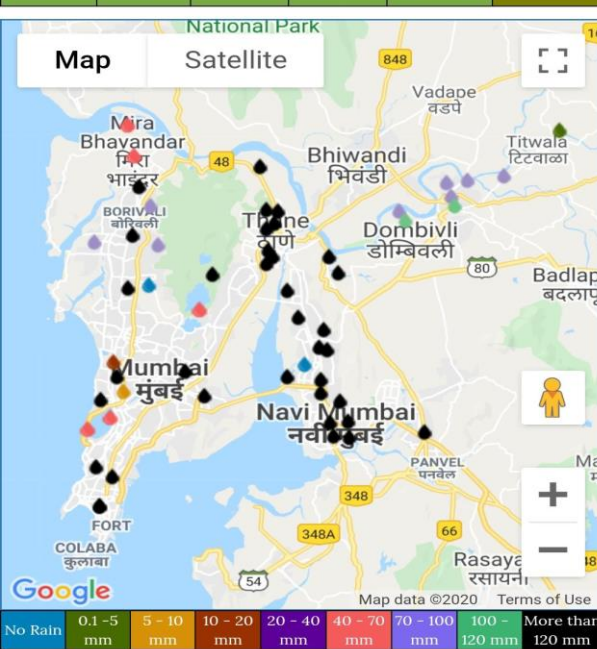 National Park
Map
Satellite
848
16
Vadape
वडपे
Mira
Bhayandar
मिरा
भाइंदर
48
Bhiwandi
भिवंडी
Titwala
टिटवाळा
BORIVALI
बोरिवली
Thane
ठाणे
Dombivli
डोम्बिवली
80
Badlap
बदलापू
Mumbai
मुंबई
Navi Mumbai
नवी मुंबई
PANVEL
पनवेल
Ma
348
FORT
348A
66
COLABA
कुलाबा
54
Rasaya
रसायनी
48
Google
Map data ©2020 Terms of Use
No Rain
0.1 -5
mm
5 - 10
mm
10 - 20
mm
20 - 40
mm
40 - 70
mm
70 - 100
mm
100 -
120 mm
More than
120 mm